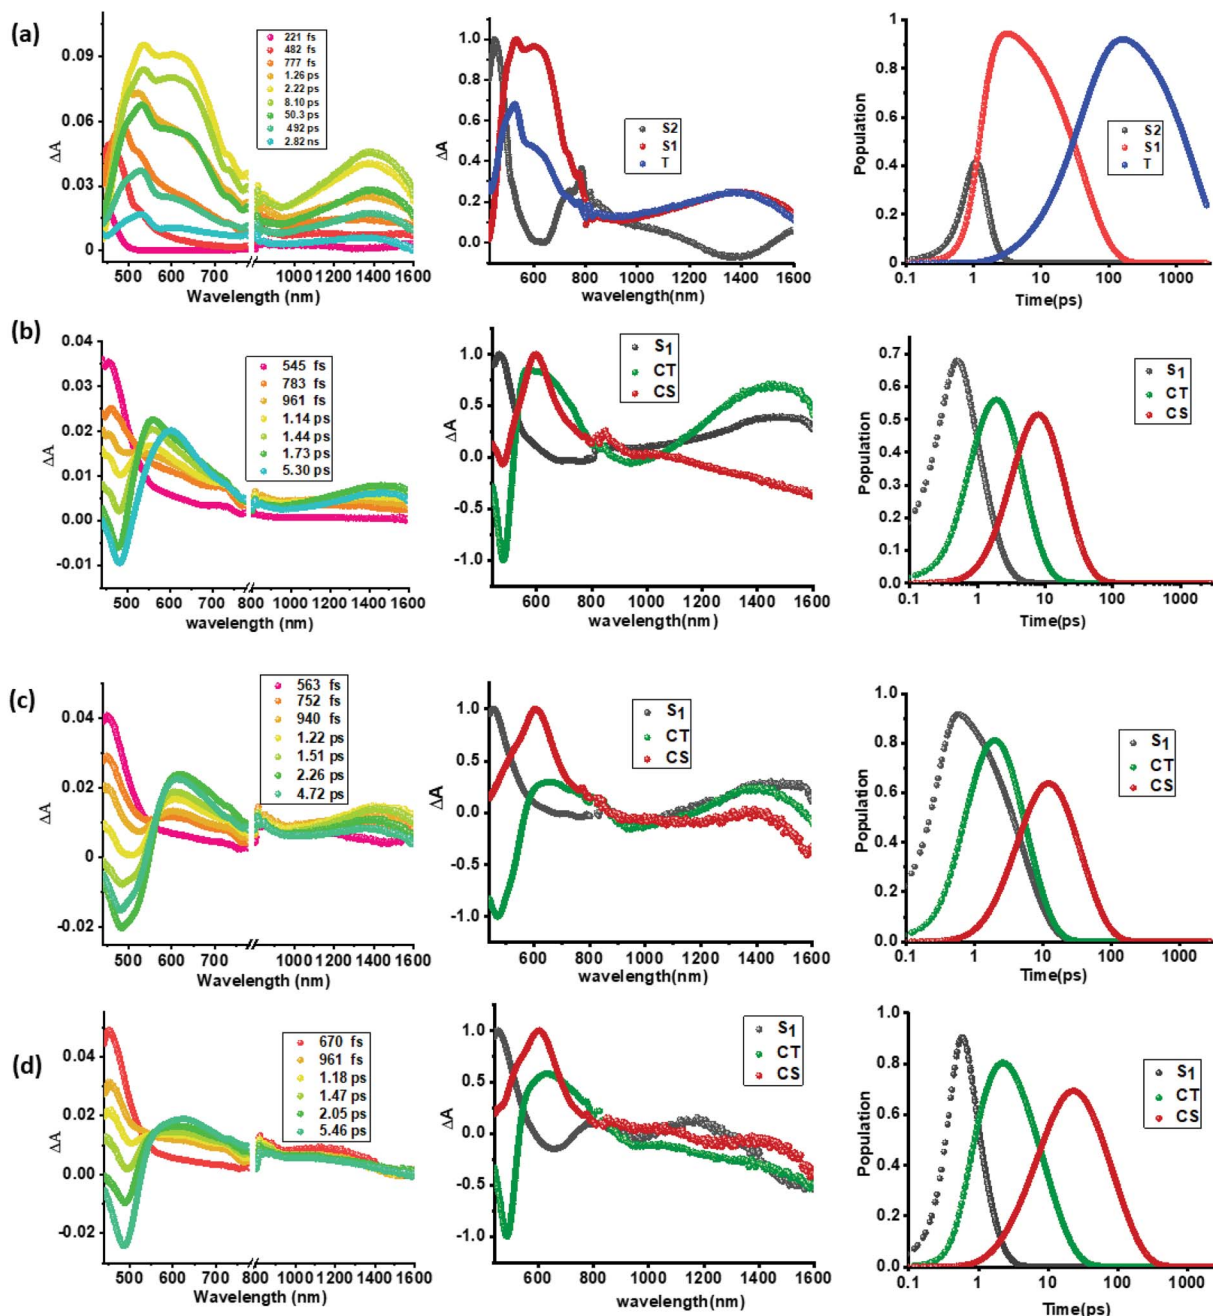 (a)
ΔA
0.09
0.06
0.03
0
221 fs
482 fs
777 fs
1.26 ps
2.22 ps
8.10 ps
50.3 ps
492 ps
2.82 ns
500 600 700 800 1000 1200 1400 1600
Wavelength (nm)
ΔA
1.0
0.8
0.6
0.4
0.2
0.0
S2
S1
T
600 800 1000 1200 1400 1600
wavelength(nm)
Population
1
0.8
0.6
0.4
0.2
0
S2
S1
T
0.1 1 10 100 1000
Time(ps)
(b)
ΔA
0.04
0.03
0.02
0.01
0.00
-0.01
545 fs
783 fs
961 fs
1.14 ps
1.44 ps
1.73 ps
5.30 ps
500 600 700 800 1000 1200 1400 1600
wavelength (nm)
ΔA
1.0
0.5
0.0
-0.5
-1.0
S1
CT
CS
600 800 1000 1200 1400 1600
wavelength(nm)
Population
0.7
0.6
0.5
0.4
0.3
0.2
0.1
0.0
S1
CT
CS
0.1 1 10 100 1000
Time(ps)
(c)
ΔA
0.04
0.02
0
-0.02
563 fs
752 fs
940 fs
1.22 ps
1.51 ps
2.26 ps
4.72 ps
500 600 700 800 1000 1200 1400 1600
Wavelength (nm)
ΔA
1.0
0.5
0.0
-0.5
-1.0
S1
CT
CS
600 800 1000 1200 1400 1600
wavelength(nm)
Population
1.0
0.8
0.6
0.4
0.2
0.0
S1
CT
CS
0.1 1 10 100 1000
Time(ps)
(d)
ΔA
0.04
0.02
0.00
-0.02
670 fs
961 fs
1.18 ps
1.47 ps
2.05 ps
5.46 ps
500 600 700 800 1000 1200 1400 1600
wavelength (nm)
ΔA
1.0
0.5
0.0
-0.5
-1.0
S1
CT
CS
600 800 1000 1200 1400 1600
wavelength(nm)
Population
1.0
0.8
0.6
0.4
0.2
0.0
S1
CT
CS
0.1 1 10 100 1000
Time(ps)